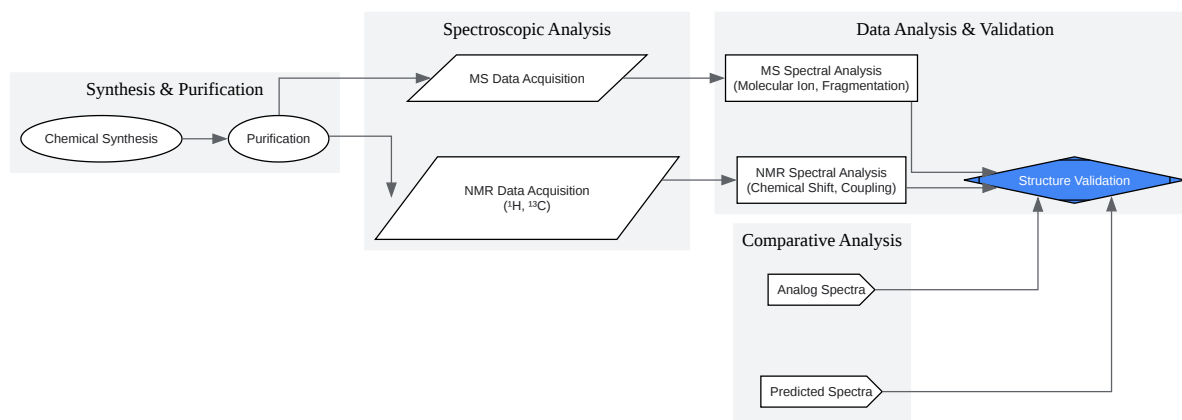 Synthesis & Purification
Chemical Synthesis
Purification
Spectroscopic Analysis
MS Data Acquisition
NMR Data Acquisition
(¹H, ¹³C)
Data Analysis & Validation
MS Spectral Analysis
(Molecular Ion, Fragmentation)
NMR Spectral Analysis
(Chemical Shift, Coupling)
Structure Validation
Comparative Analysis
Analog Spectra
Predicted Spectra